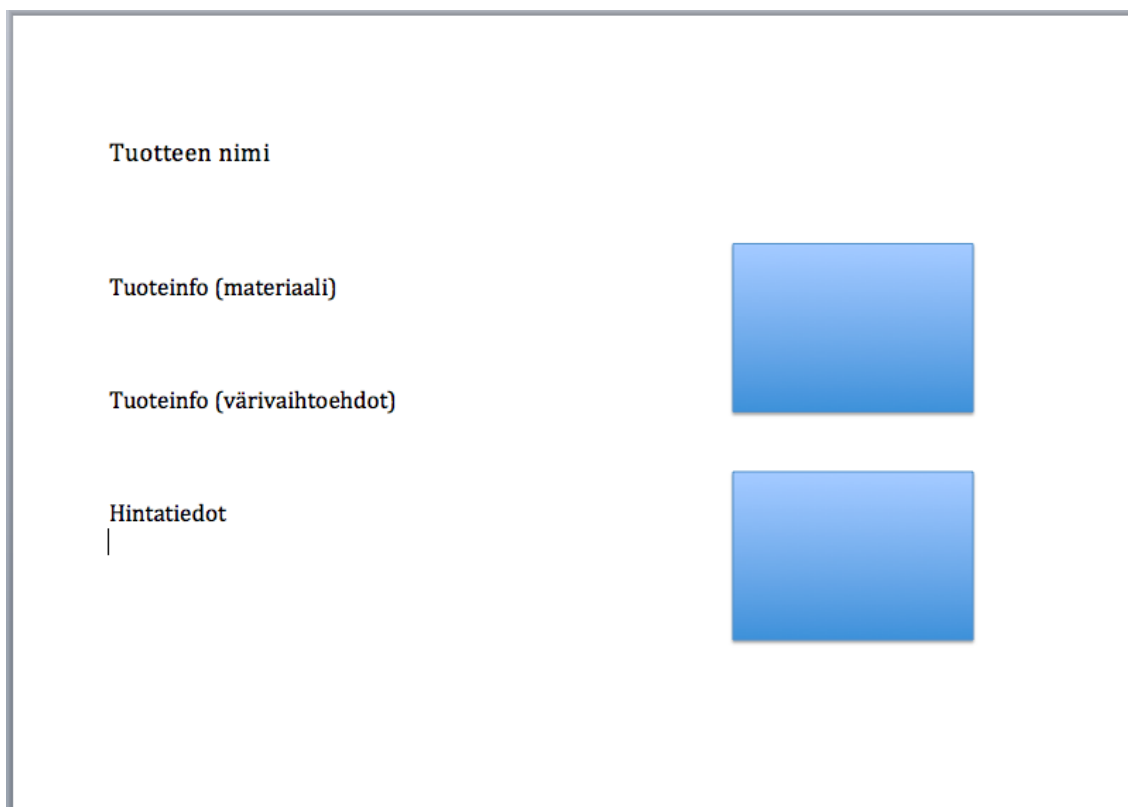 Tuotteen nimi
Tuoteinfo (materiaali)
Tuoteinfo (värivaihtoehdot)
Hintatiedot